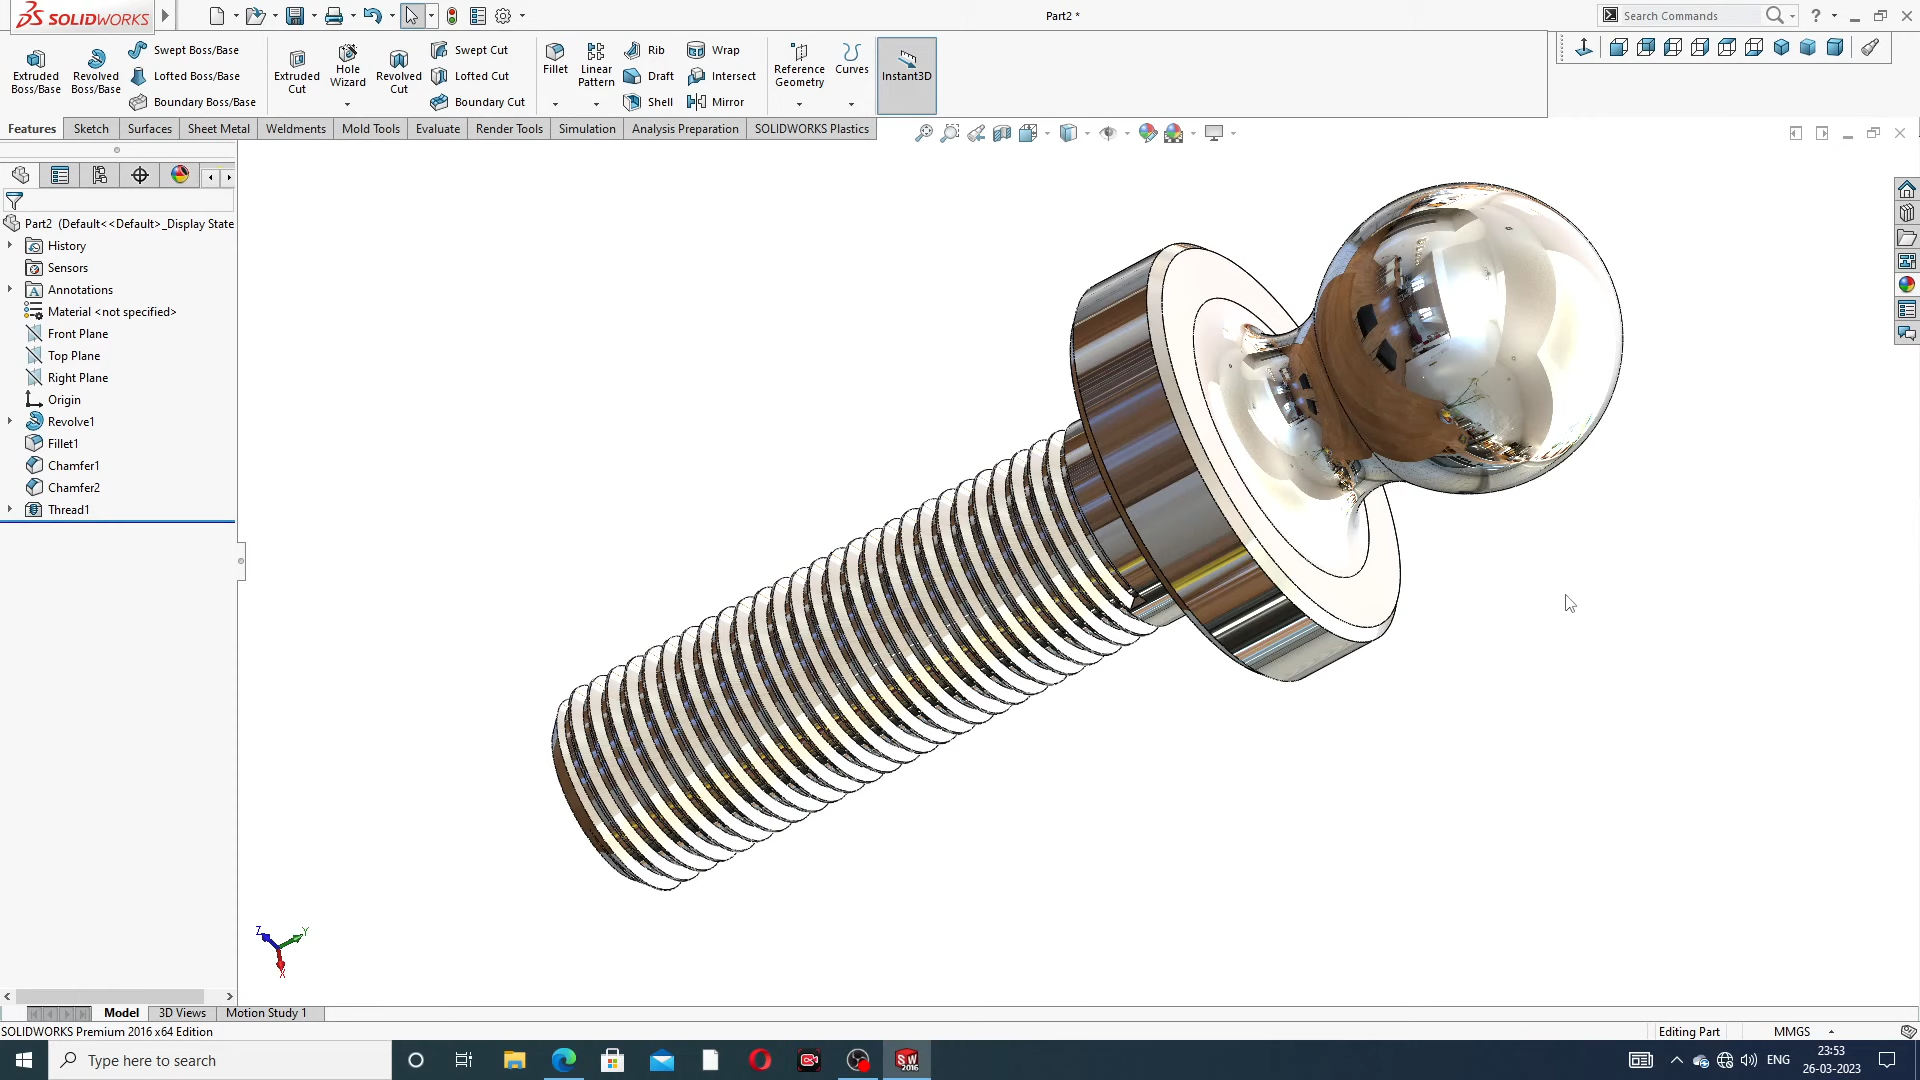 SOLIDWORKS
Part2 *
Search Commands
?
Extruded Boss/Base
Revolved Boss/Base
Swept Boss/Base
Lofted Boss/Base
Boundary Boss/Base
Extruded Cut
Hole Wizard
Revolved Cut
Swept Cut
Lofted Cut
Boundary Cut
Fillet
Linear Pattern
Rib
Draft
Shell
Wrap
Intersect
Mirror
Reference Geometry
Curves
Instant3D
Features
Sketch
Surfaces
Sheet Metal
Weldments
Mold Tools
Evaluate
Render Tools
Simulation
Analysis Preparation
SOLIDWORKS Plastics
Part2 (Default<<Default>_Display State
History
Sensors
Annotations
Material <not specified>
Front Plane
Top Plane
Right Plane
Origin
Revolve1
Fillet1
Chamfer1
Chamfer2
Thread1
Z
Y
X
Model
3D Views
Motion Study 1
SOLIDWORKS Premium 2016 x64 Edition
Editing Part
MMGS
Type here to search
SW
2016
ENG
23:53
26-03-2023